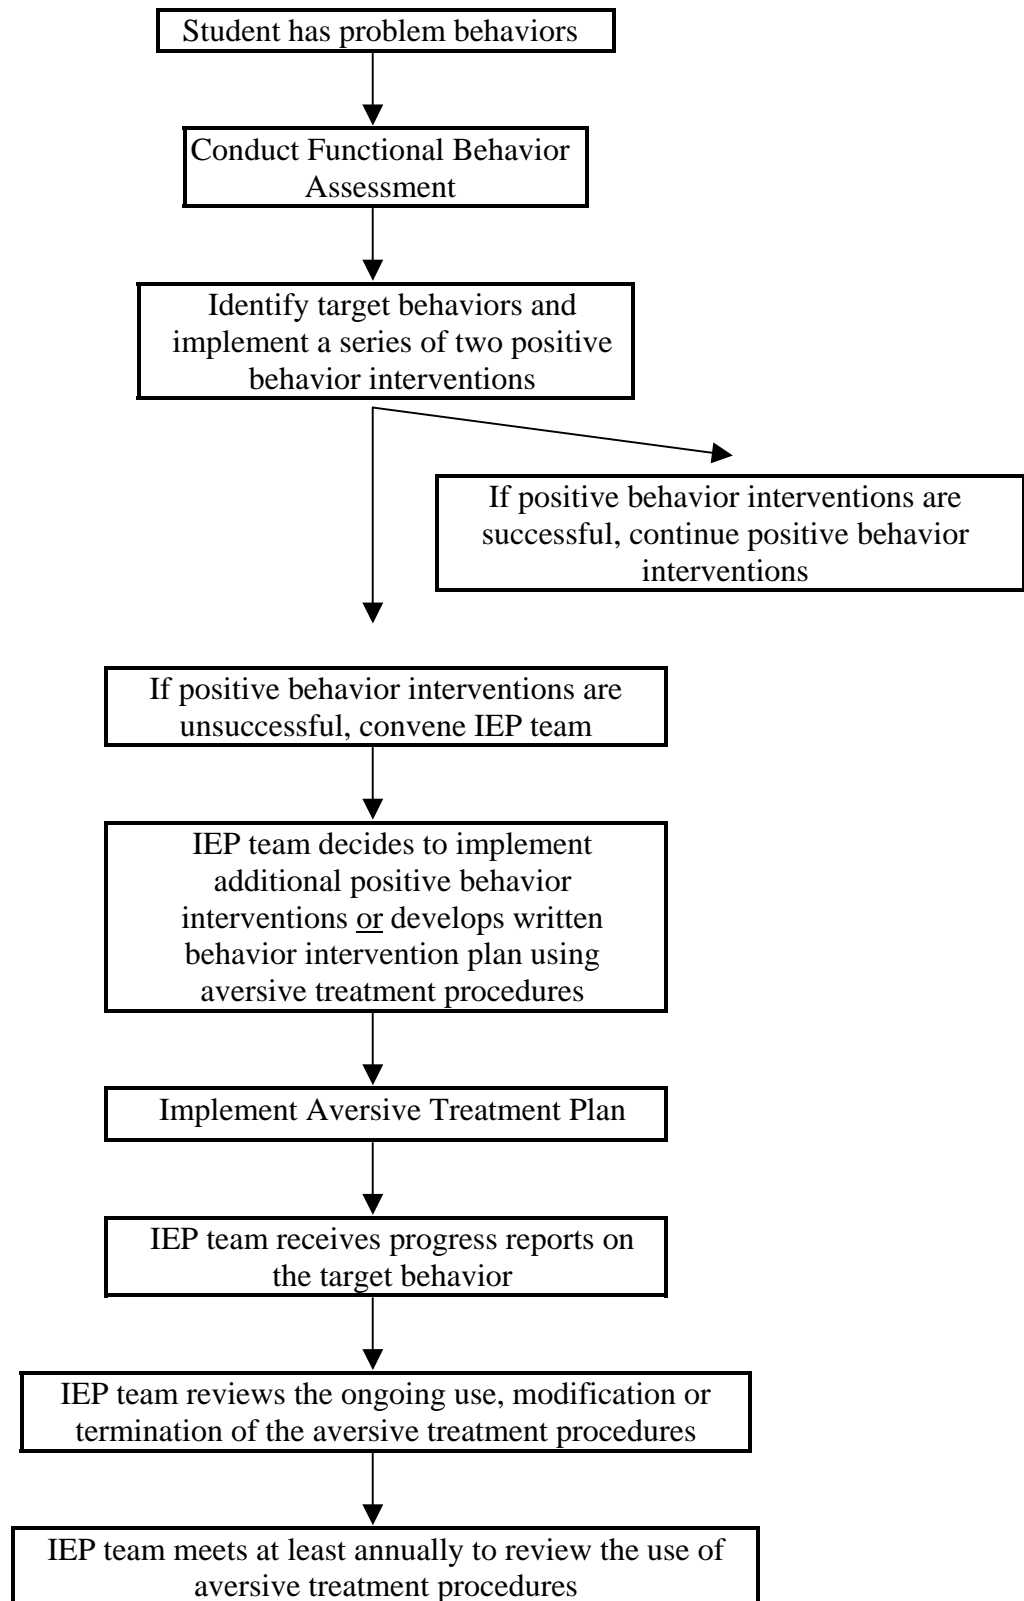 Student has problem behaviors
Conduct Functional Behavior
Assessment
Identify target behaviors and
implement a series of two positive
behavior interventions
If positive behavior interventions are
successful, continue positive behavior
interventions
If positive behavior interventions are
unsuccessful, convene IEP team
IEP team decides to implement
additional positive behavior
interventions or develops written
behavior intervention plan using
aversive treatment procedures
Implement Aversive Treatment Plan
IEP team receives progress reports on
the target behavior
IEP team reviews the ongoing use, modification or
termination of the aversive treatment procedures
IEP team meets at least annually to review the use of
aversive treatment procedures